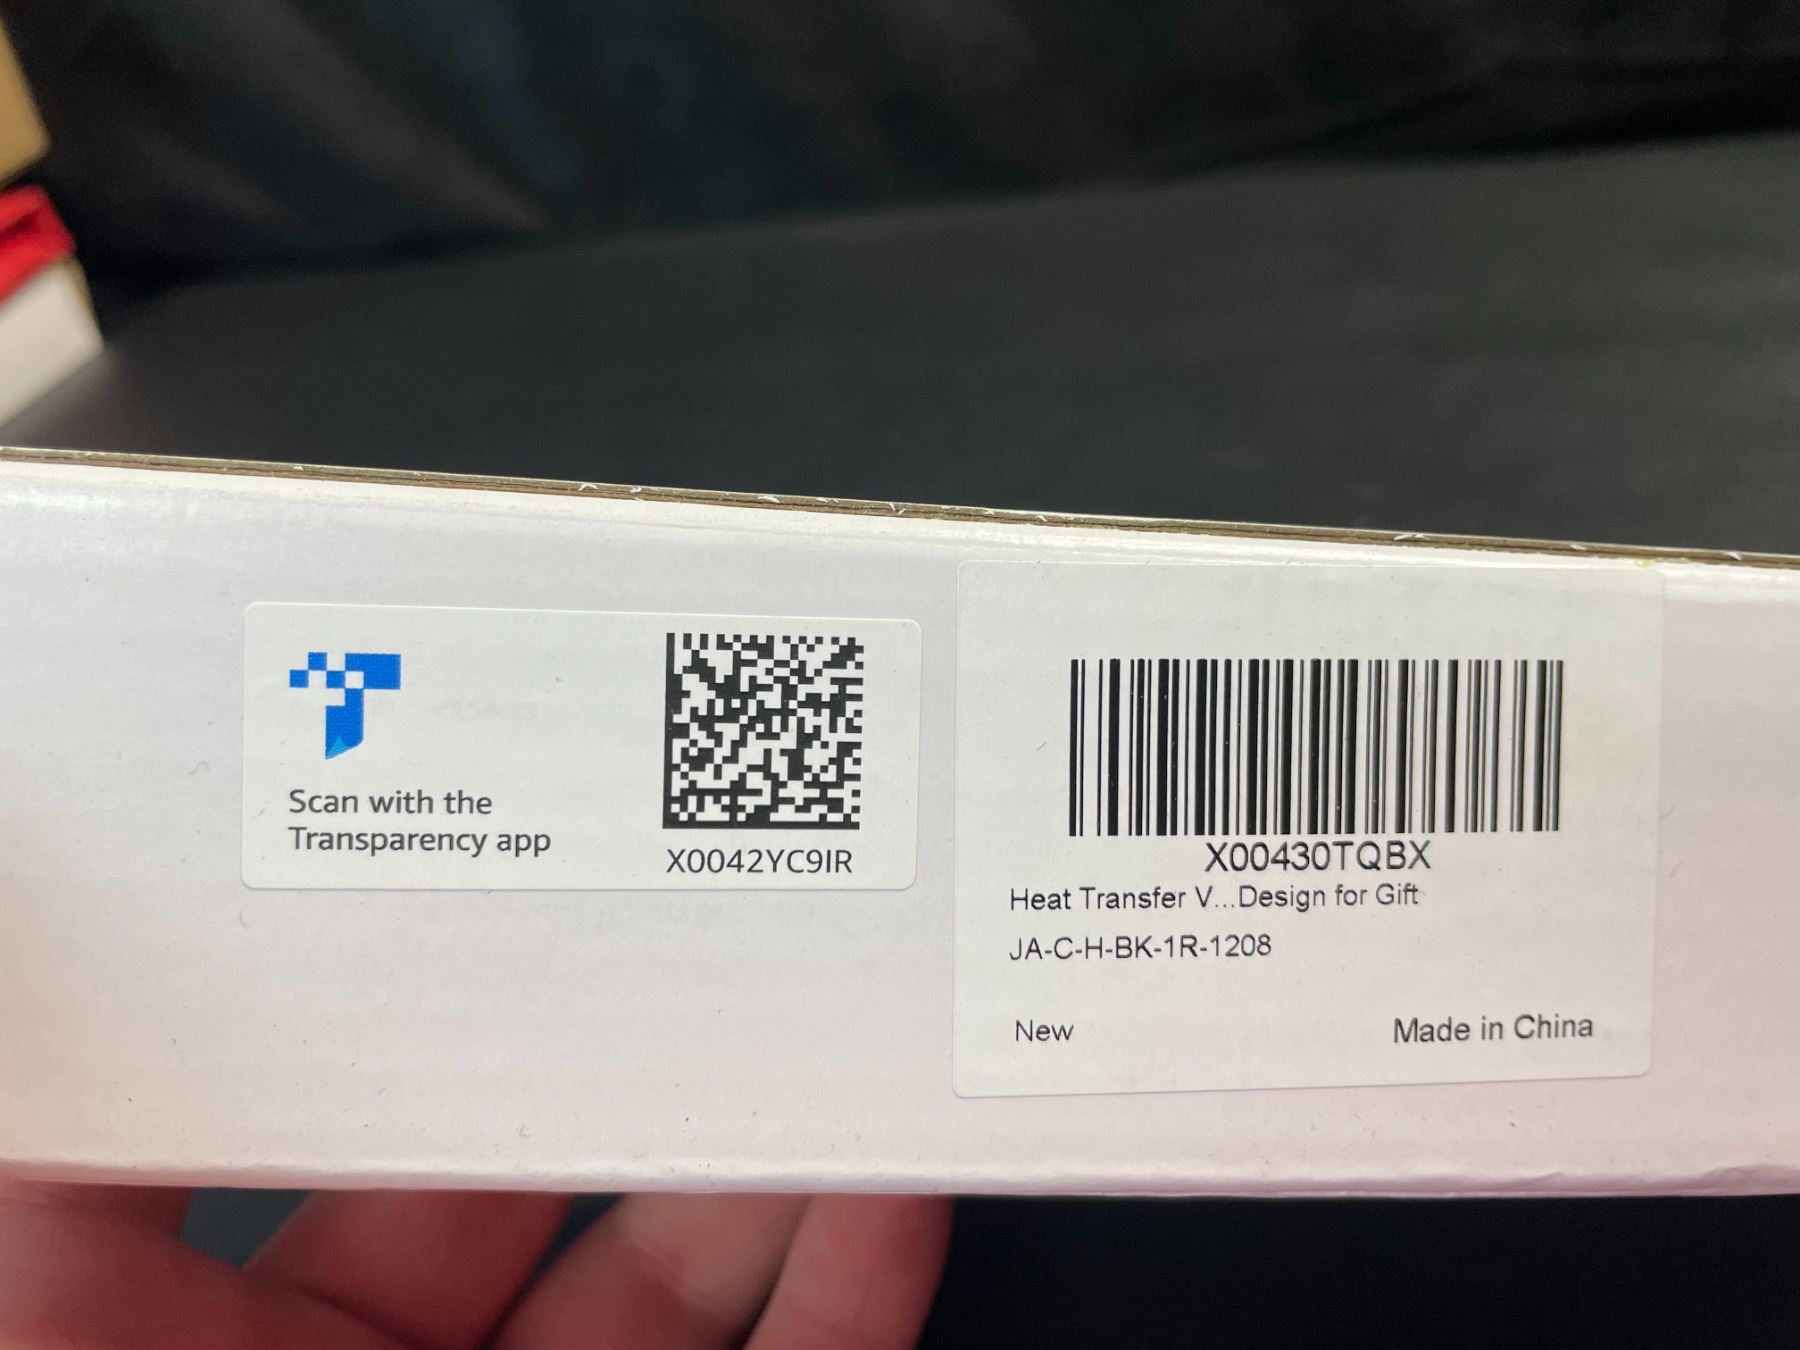 Scan with the
Transparency app
X0042YC9IR
X00430TQBX
Heat Transfer V...Design for Gift
JA-C-H-BK-1R-1208
New
Made in China